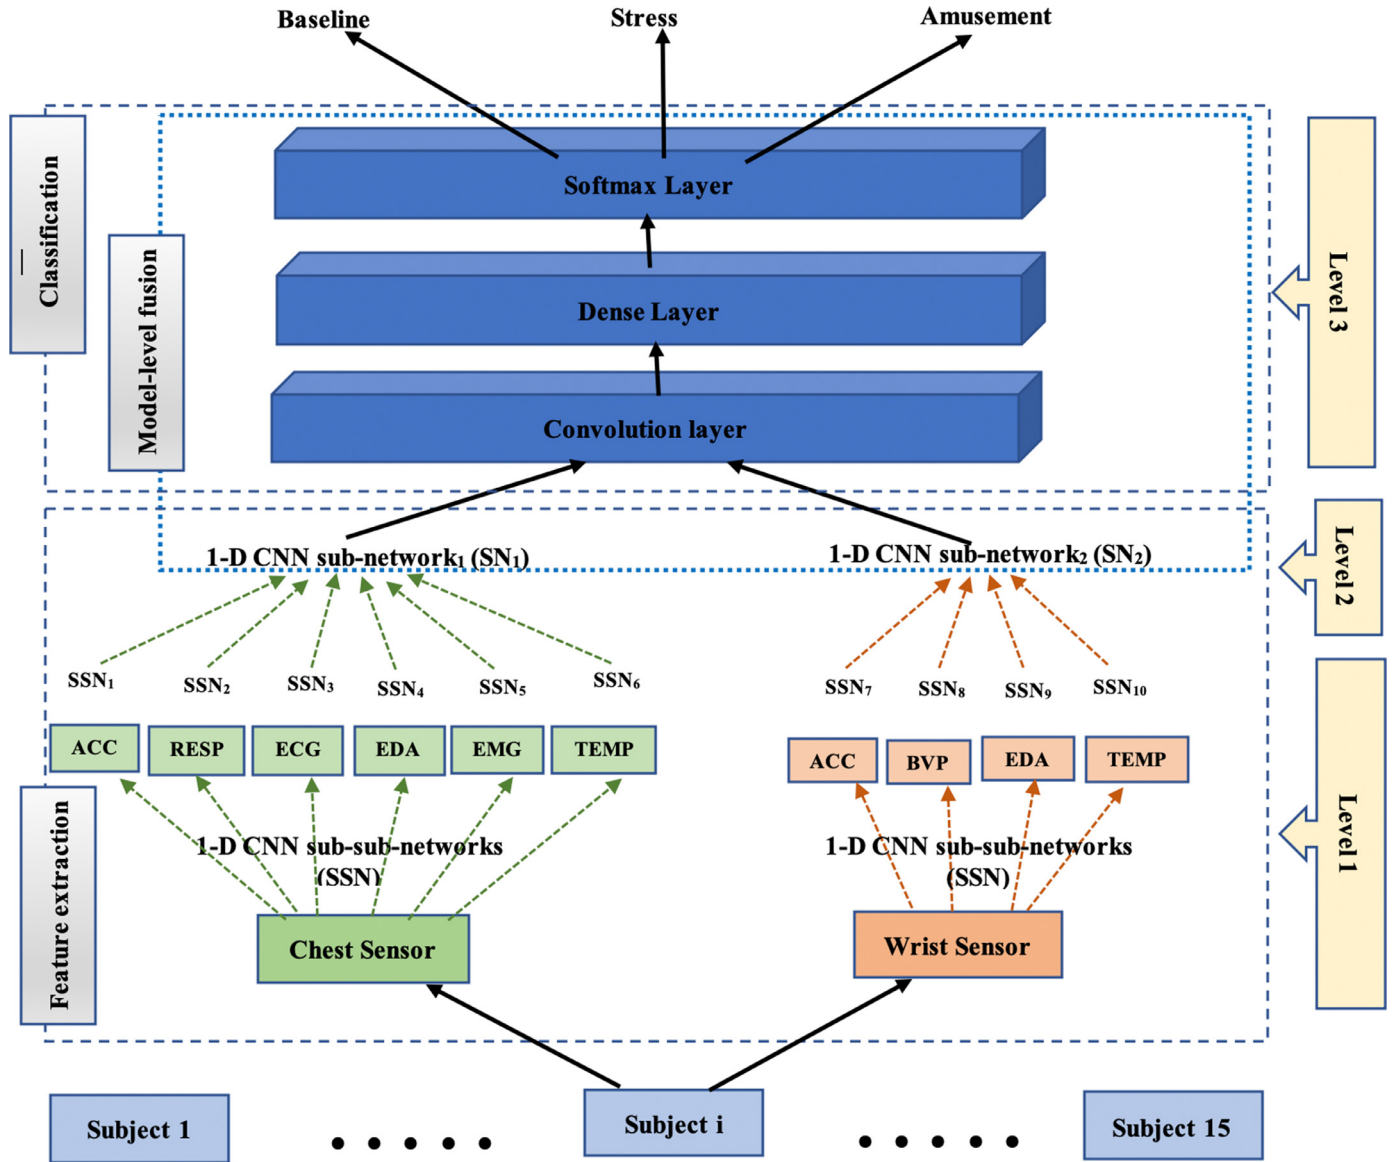 Baseline
Stress
Amusement
Classification
Model-level fusion
Softmax Layer
Dense Layer
Convolution layer
Level 3
1-D CNN sub-network₁ (SN₁)
1-D CNN sub-network₂ (SN₂)
Level 2
SSN₁
SSN₂
SSN₃
SSN₄
SSN₅
SSN₆
SSN₇
SSN₈
SSN₉
SSN₁₀
ACC
RESP
ECG
EDA
EMG
TEMP
ACC
BVP
EDA
TEMP
Feature extraction
1-D CNN sub-sub-networks
(SSN)
1-D CNN sub-sub-networks
(SSN)
Level 1
Chest Sensor
Wrist Sensor
Subject 1
Subject i
Subject 15